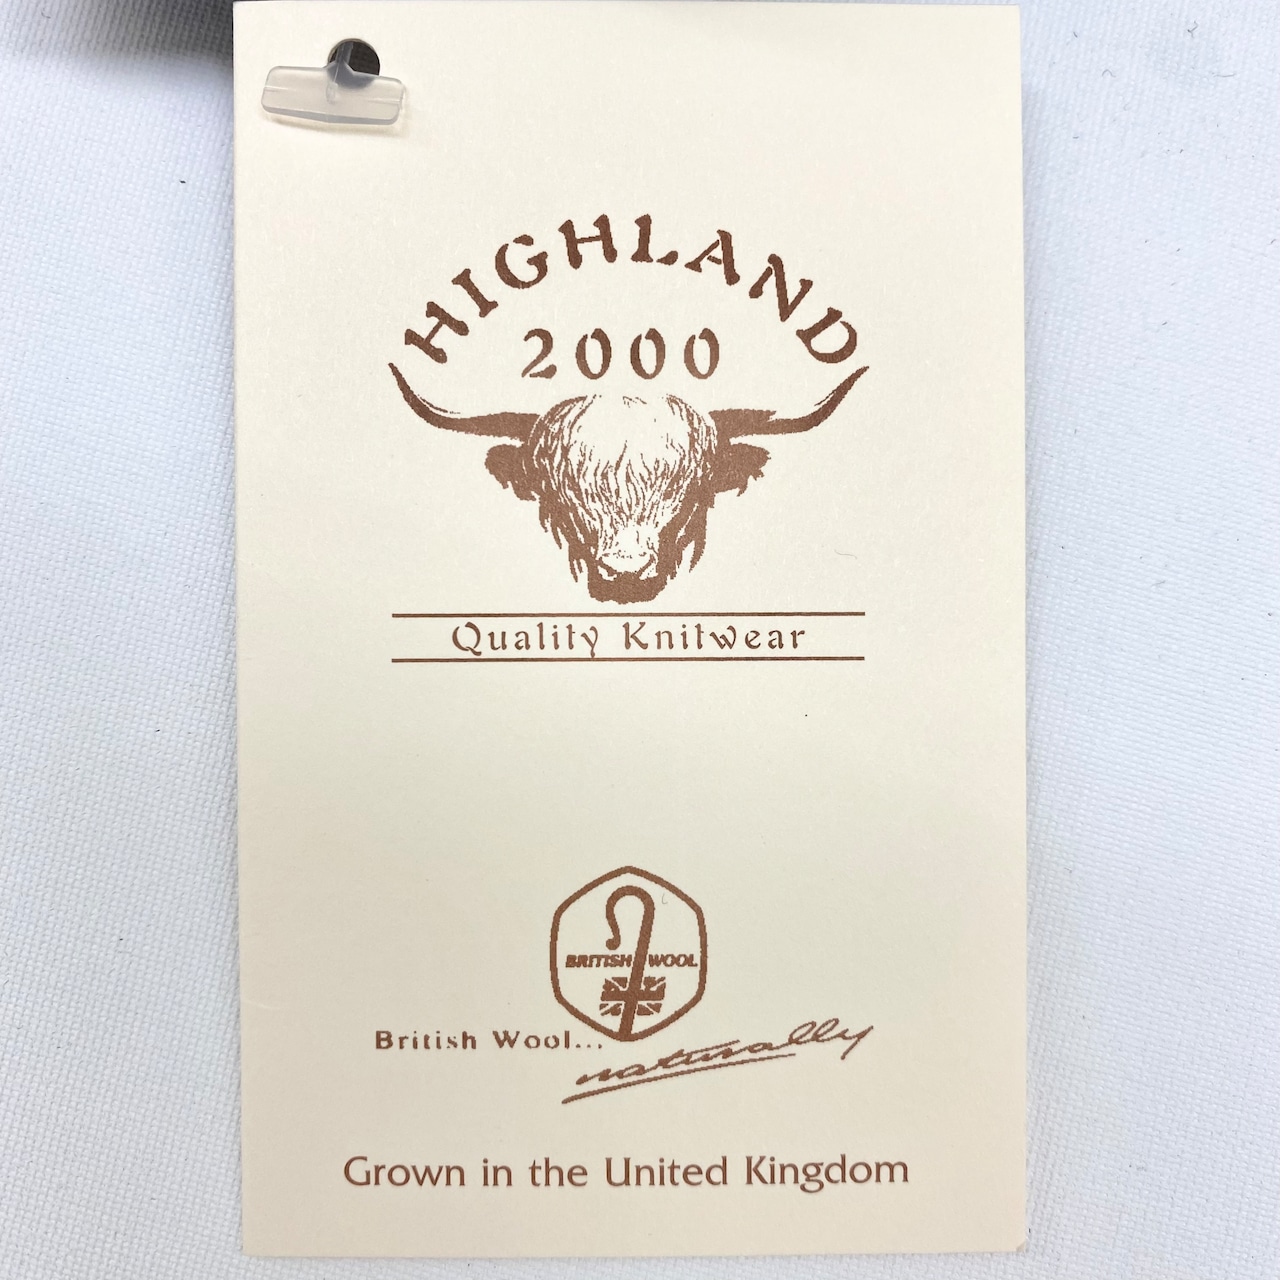 HIGHLAND
2000
Quality Knitwear
BRITISH WOOL
British Wool...
naturally
Grown in the United Kingdom